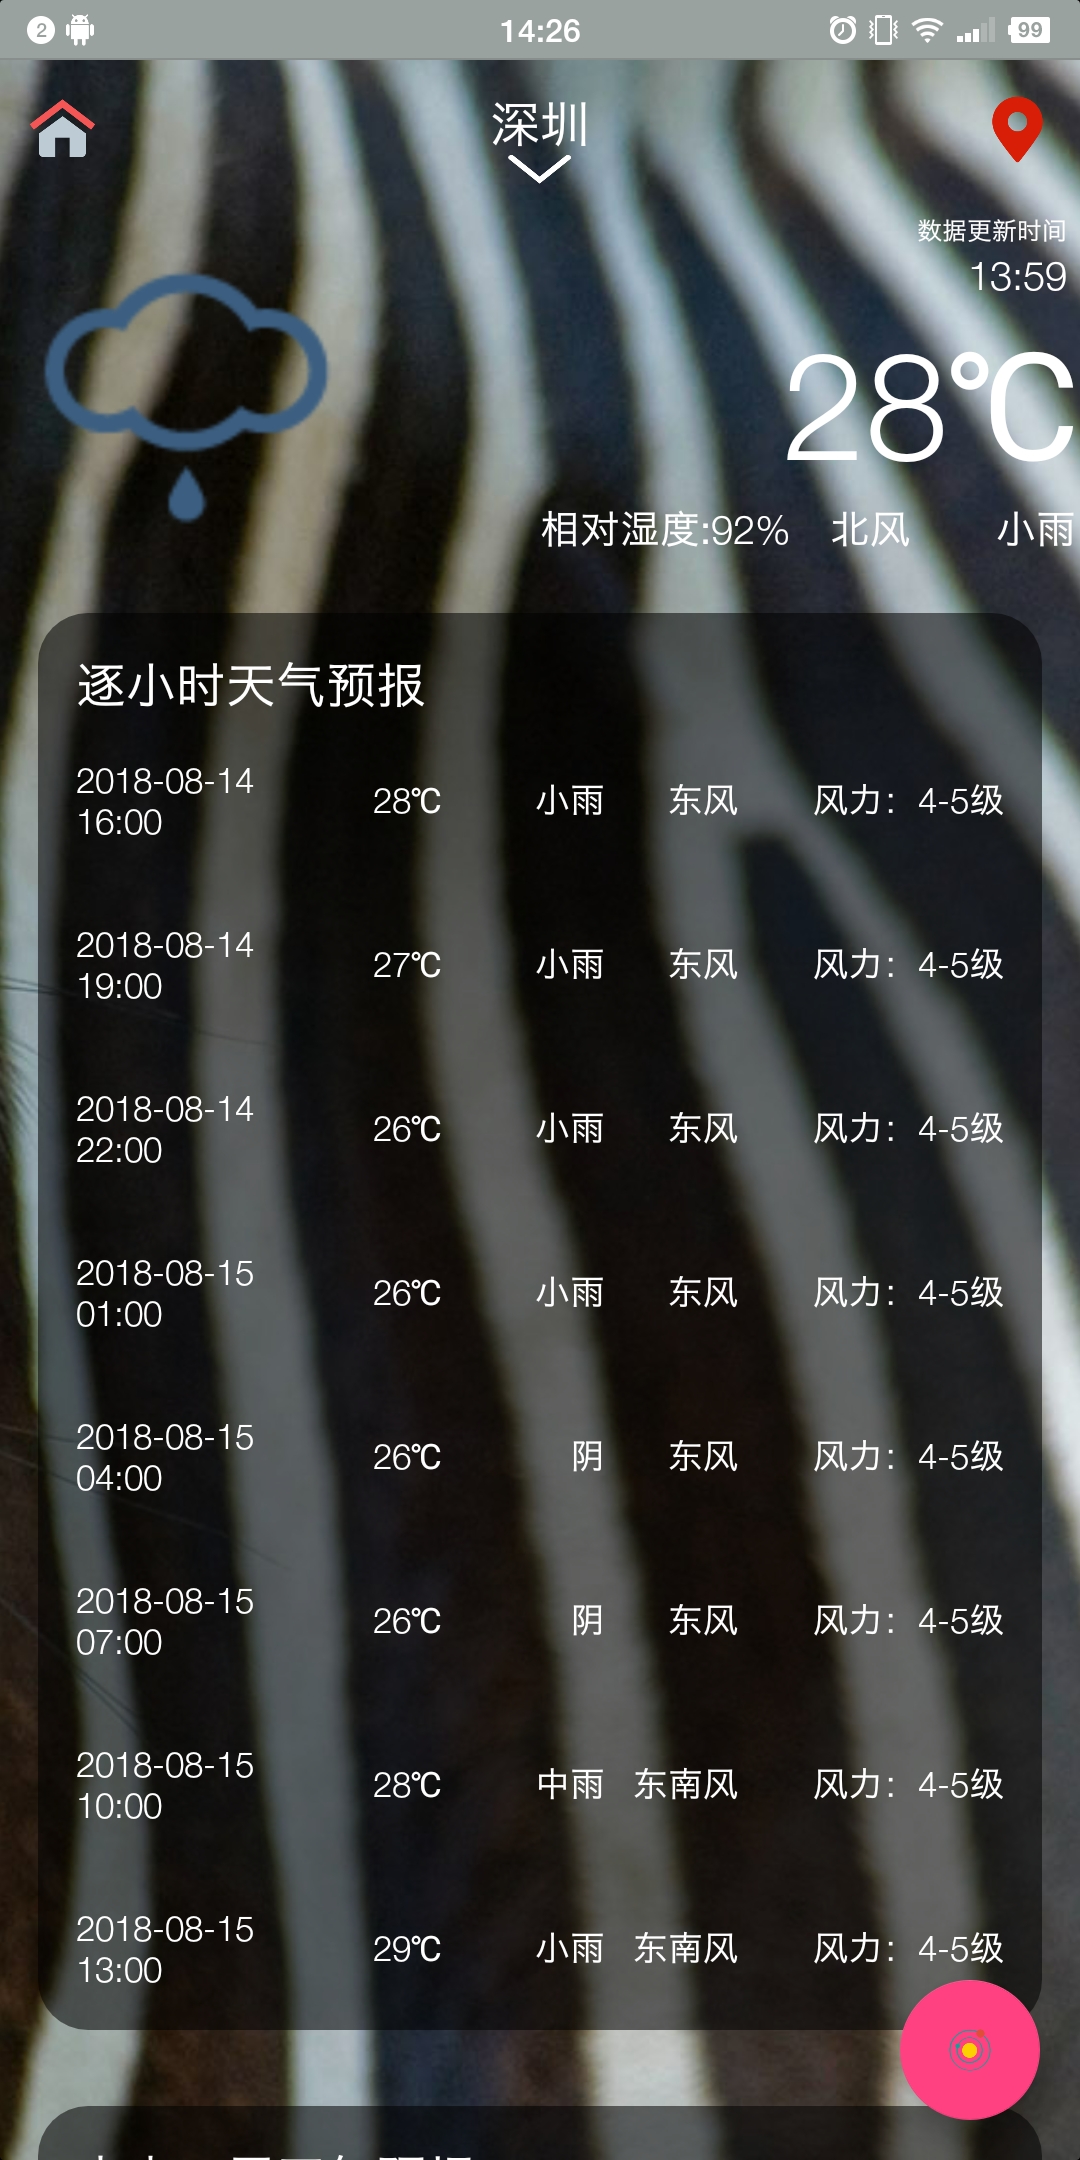 2
14:26
99
深圳
数据更新时间
13:59
28℃
相对湿度:92% 北风 小雨
逐小时天气预报
2018-08-14
16:00
28℃ 小雨 东风 风力：4-5级
2018-08-14
19:00
27℃ 小雨 东风 风力：4-5级
2018-08-14
22:00
26℃ 小雨 东风 风力：4-5级
2018-08-15
01:00
26℃ 小雨 东风 风力：4-5级
2018-08-15
04:00
26℃ 阴 东风 风力：4-5级
2018-08-15
07:00
26℃ 阴 东风 风力：4-5级
2018-08-15
10:00
28℃ 中雨 东南风 风力：4-5级
2018-08-15
13:00
29℃ 小雨 东南风 风力：4-5级